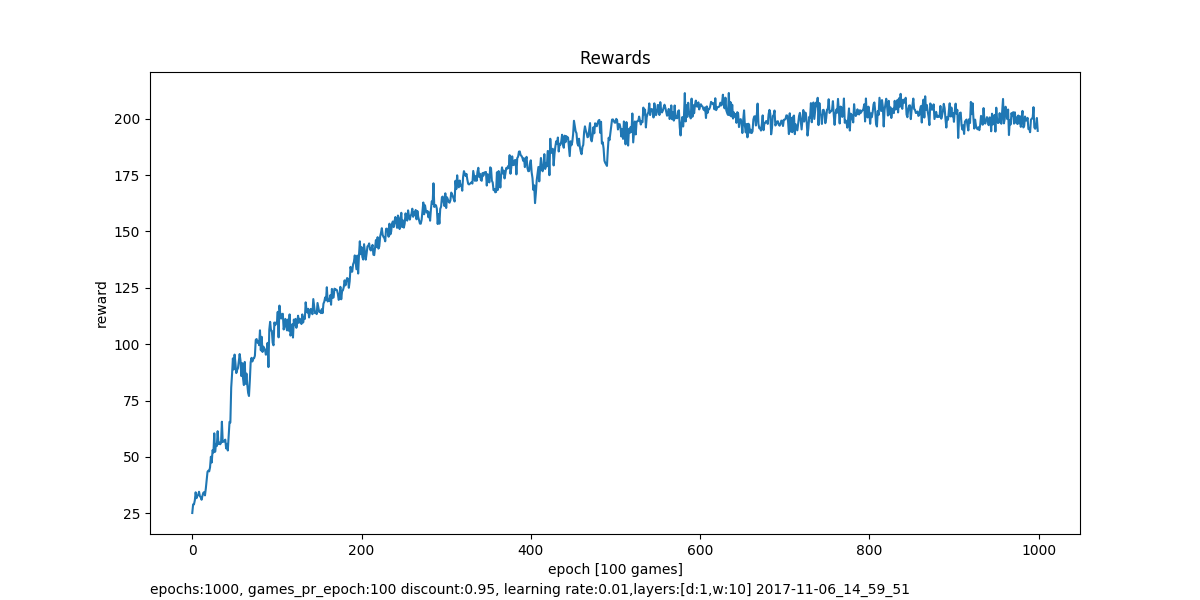 Rewards
200
175
150
125
100
75
50
25
reward
0 200 400 600 800 1000
epoch [100 games]
epochs:1000, games_pr_epoch:100 discount:0.95, learning rate:0.01,layers:[d:1,w:10] 2017-11-06_14_59_51